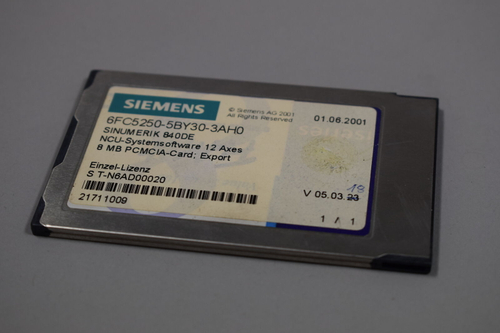 SIEMENS
© Siemens AG 2001
All Rights Reserved
01.06.2001
6FC5250-5BY30-3AH0
SINUMERIK 840DE
NCU-Systemsoftware 12 Axes
8 MB PCMCIA-Card; Export
Einzel-Lizenz
S T-N6AD00020
21711009
19
V 05.03.23
1 / 1